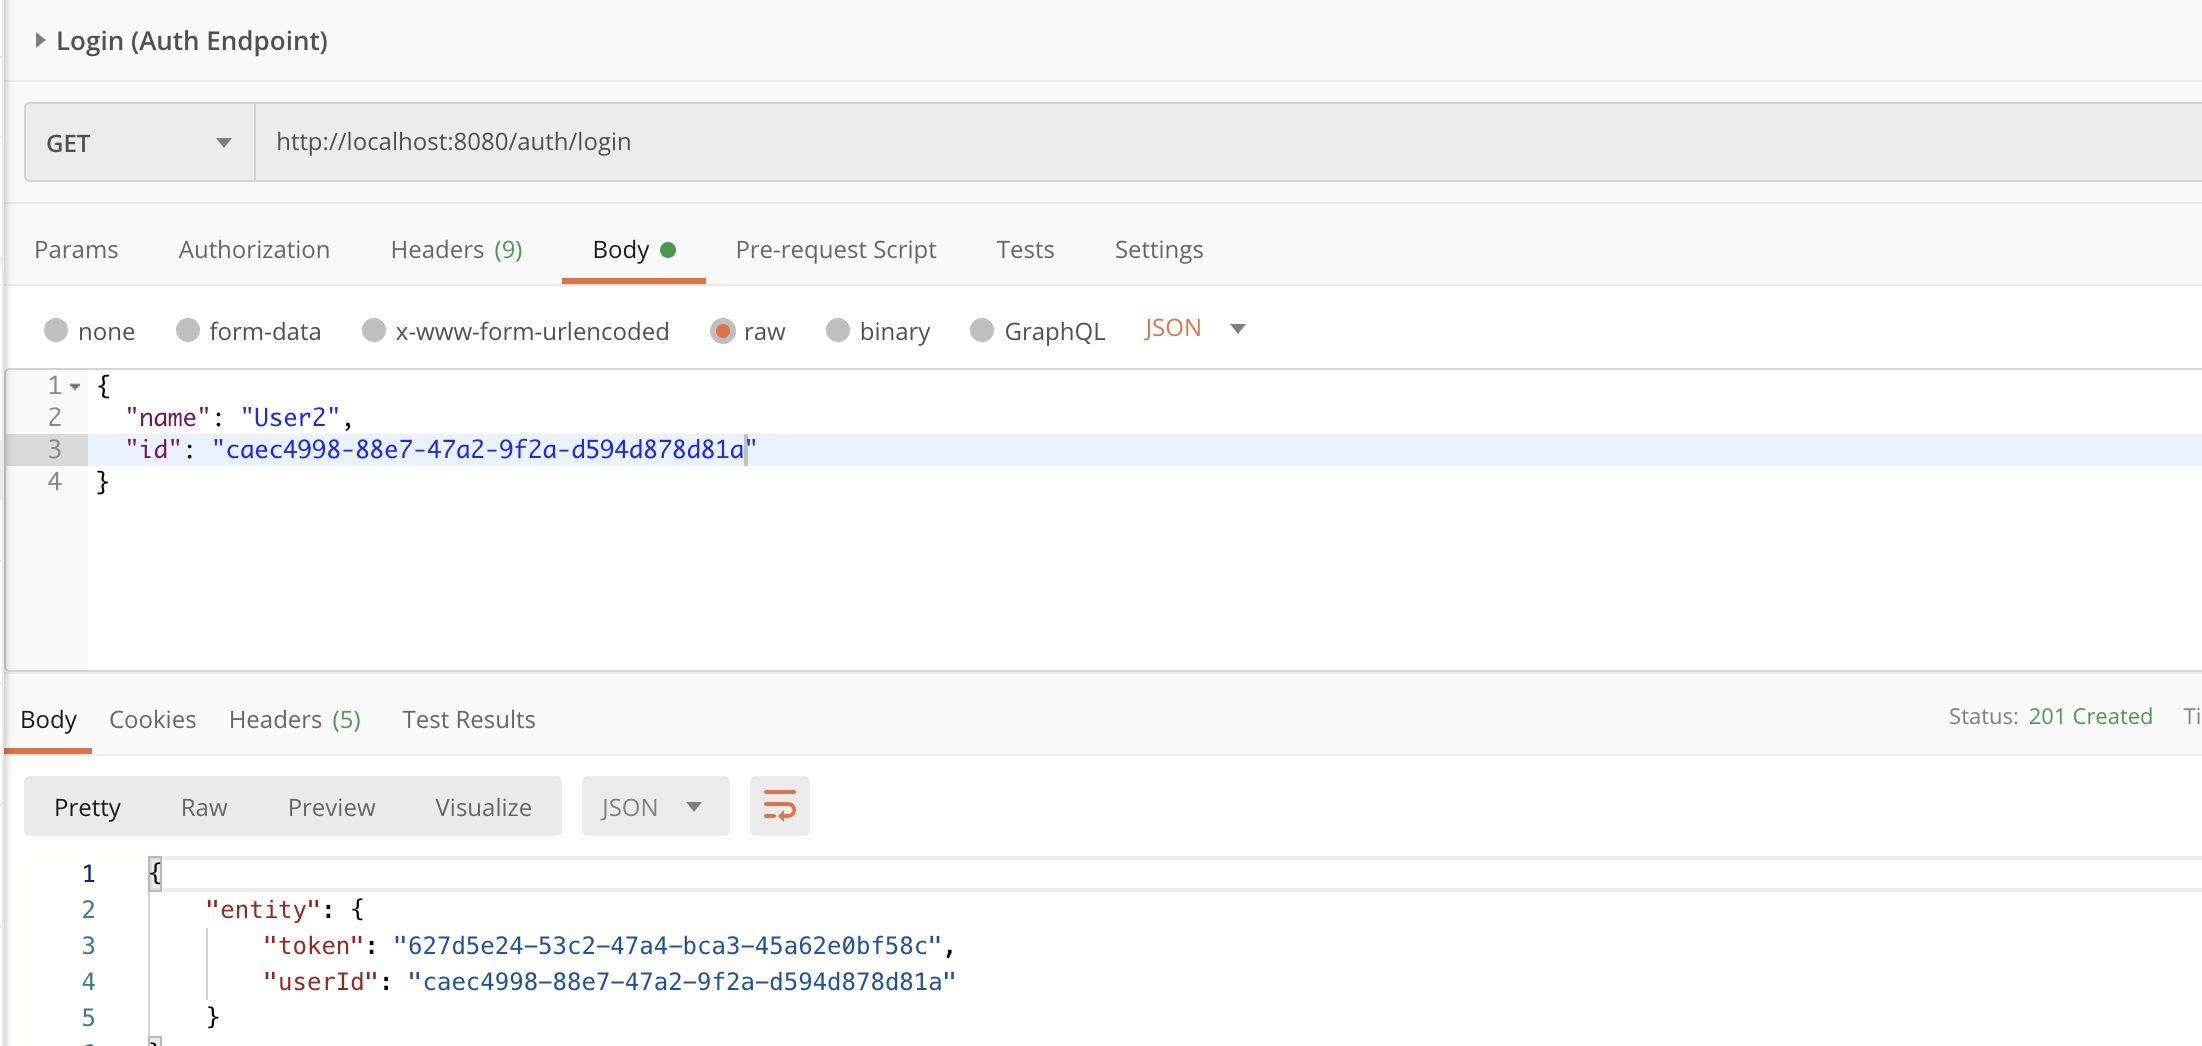 Login (Auth Endpoint)
GET http://localhost:8080/auth/login
Params Authorization Headers (9) Body Pre-request Script Tests Settings
none form-data x-www-form-urlencoded raw binary GraphQL JSON
1 {
2 "name": "User2",
3 "id": "caec4998-88e7-47a2-9f2a-d594d878d81a"
4 }
Body Cookies Headers (5) Test Results Status: 201 Created
Pretty Raw Preview Visualize JSON
1 {
2 "entity": {
3 "token": "627d5e24-53c2-47a4-bca3-45a62e0bf58c",
4 "userId": "caec4998-88e7-47a2-9f2a-d594d878d81a"
5 }